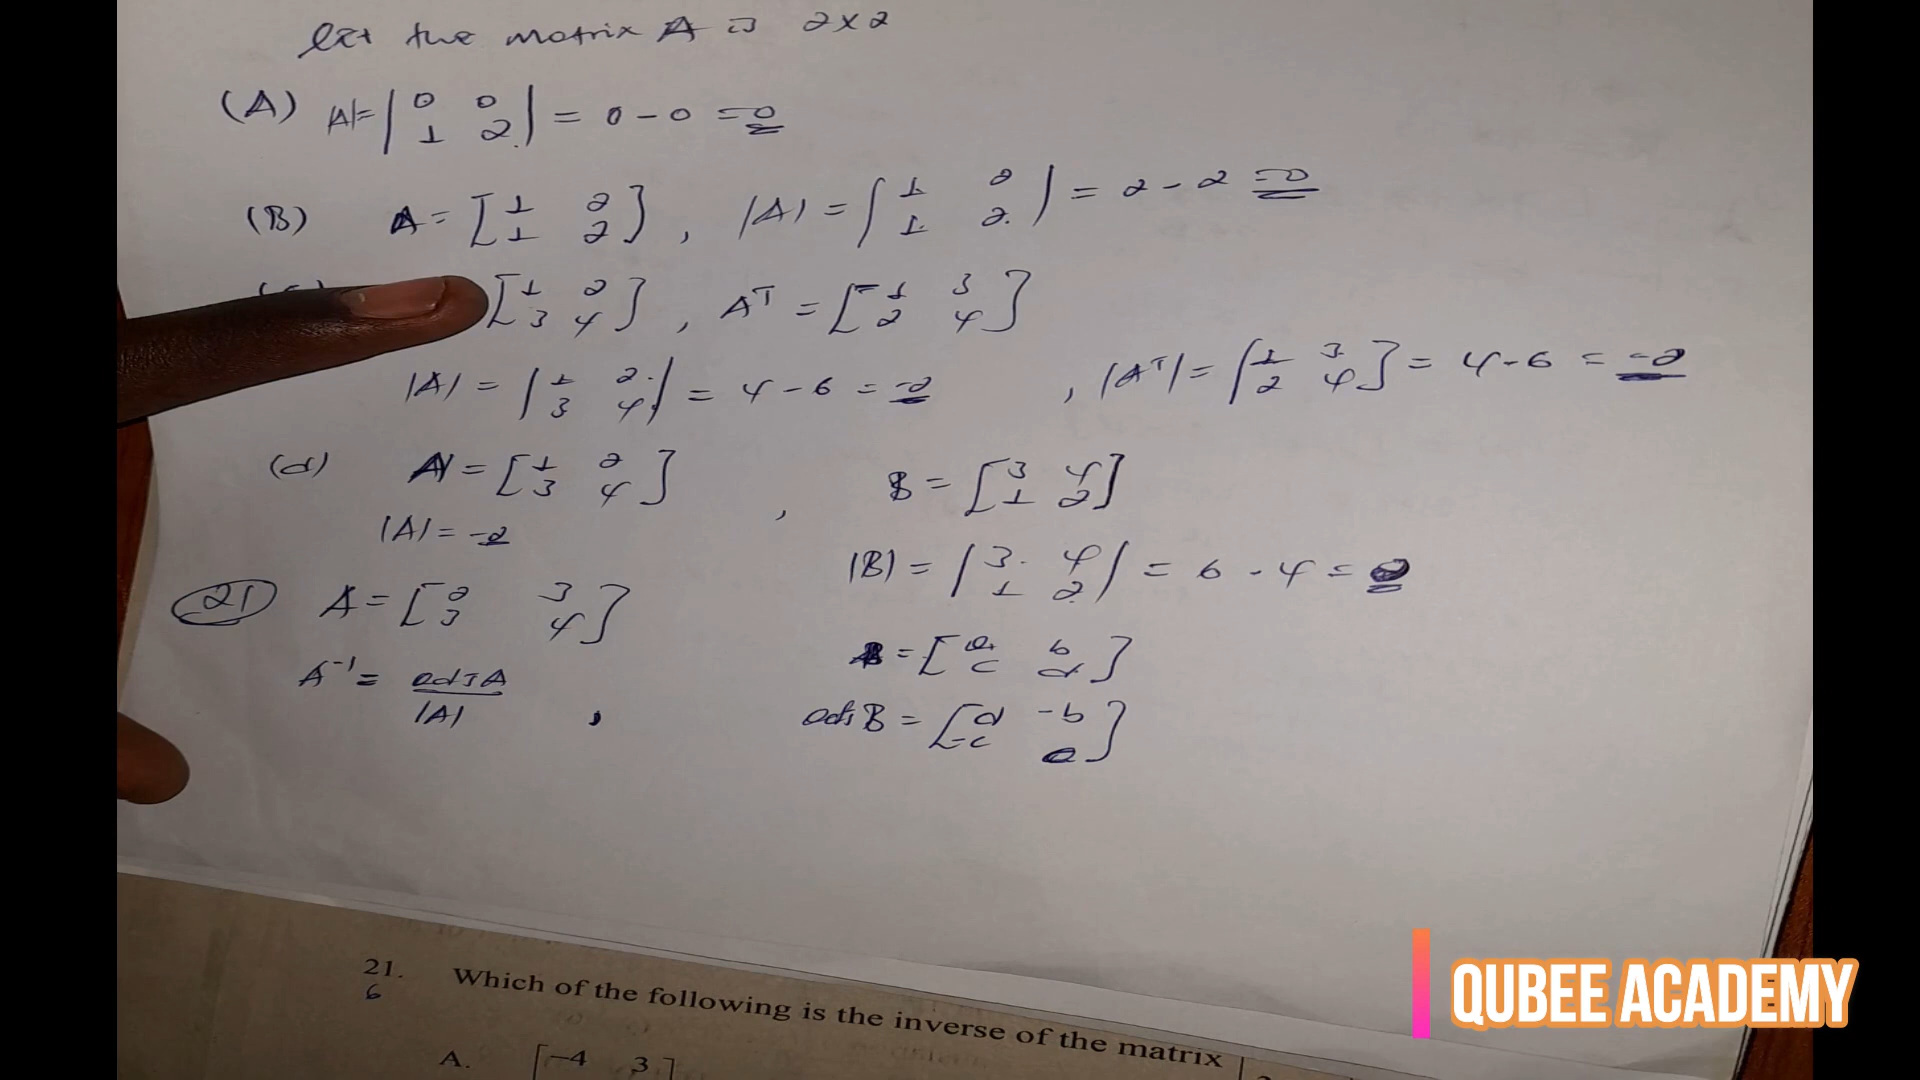 let the matrix A is 2x2
(A) |A|= | 0 0 / 1 2 | = 0 - 0 = 0
(B) A = [ 1 2 / 1 2 ] , |A| = | 1 2 / 1 2 | = 2 - 2 = 0
[ 1 2 / 3 4 ] , A^T = [ 1 3 / 2 4 ]
|A| = | 1 2 / 3 4 | = 4 - 6 = -2 , |A^T| = | 1 3 / 2 4 ] = 4 - 6 = -2
(d) A = [ 1 2 / 3 4 ] , B = [ 3 4 / 1 2 ]
|A| = -2
|B| = | 3 4 / 1 2 | = 6 - 4 = 2
21 A = [ 2 3 / 3 4 ]
= [ a b / c d ]
A^-1 = adjA / |A| , adj B = [ d -b / -c a ]
21. Which of the following is the inverse of the matrix
6
A. [ -4 3 ]
QUBEE ACADEMY